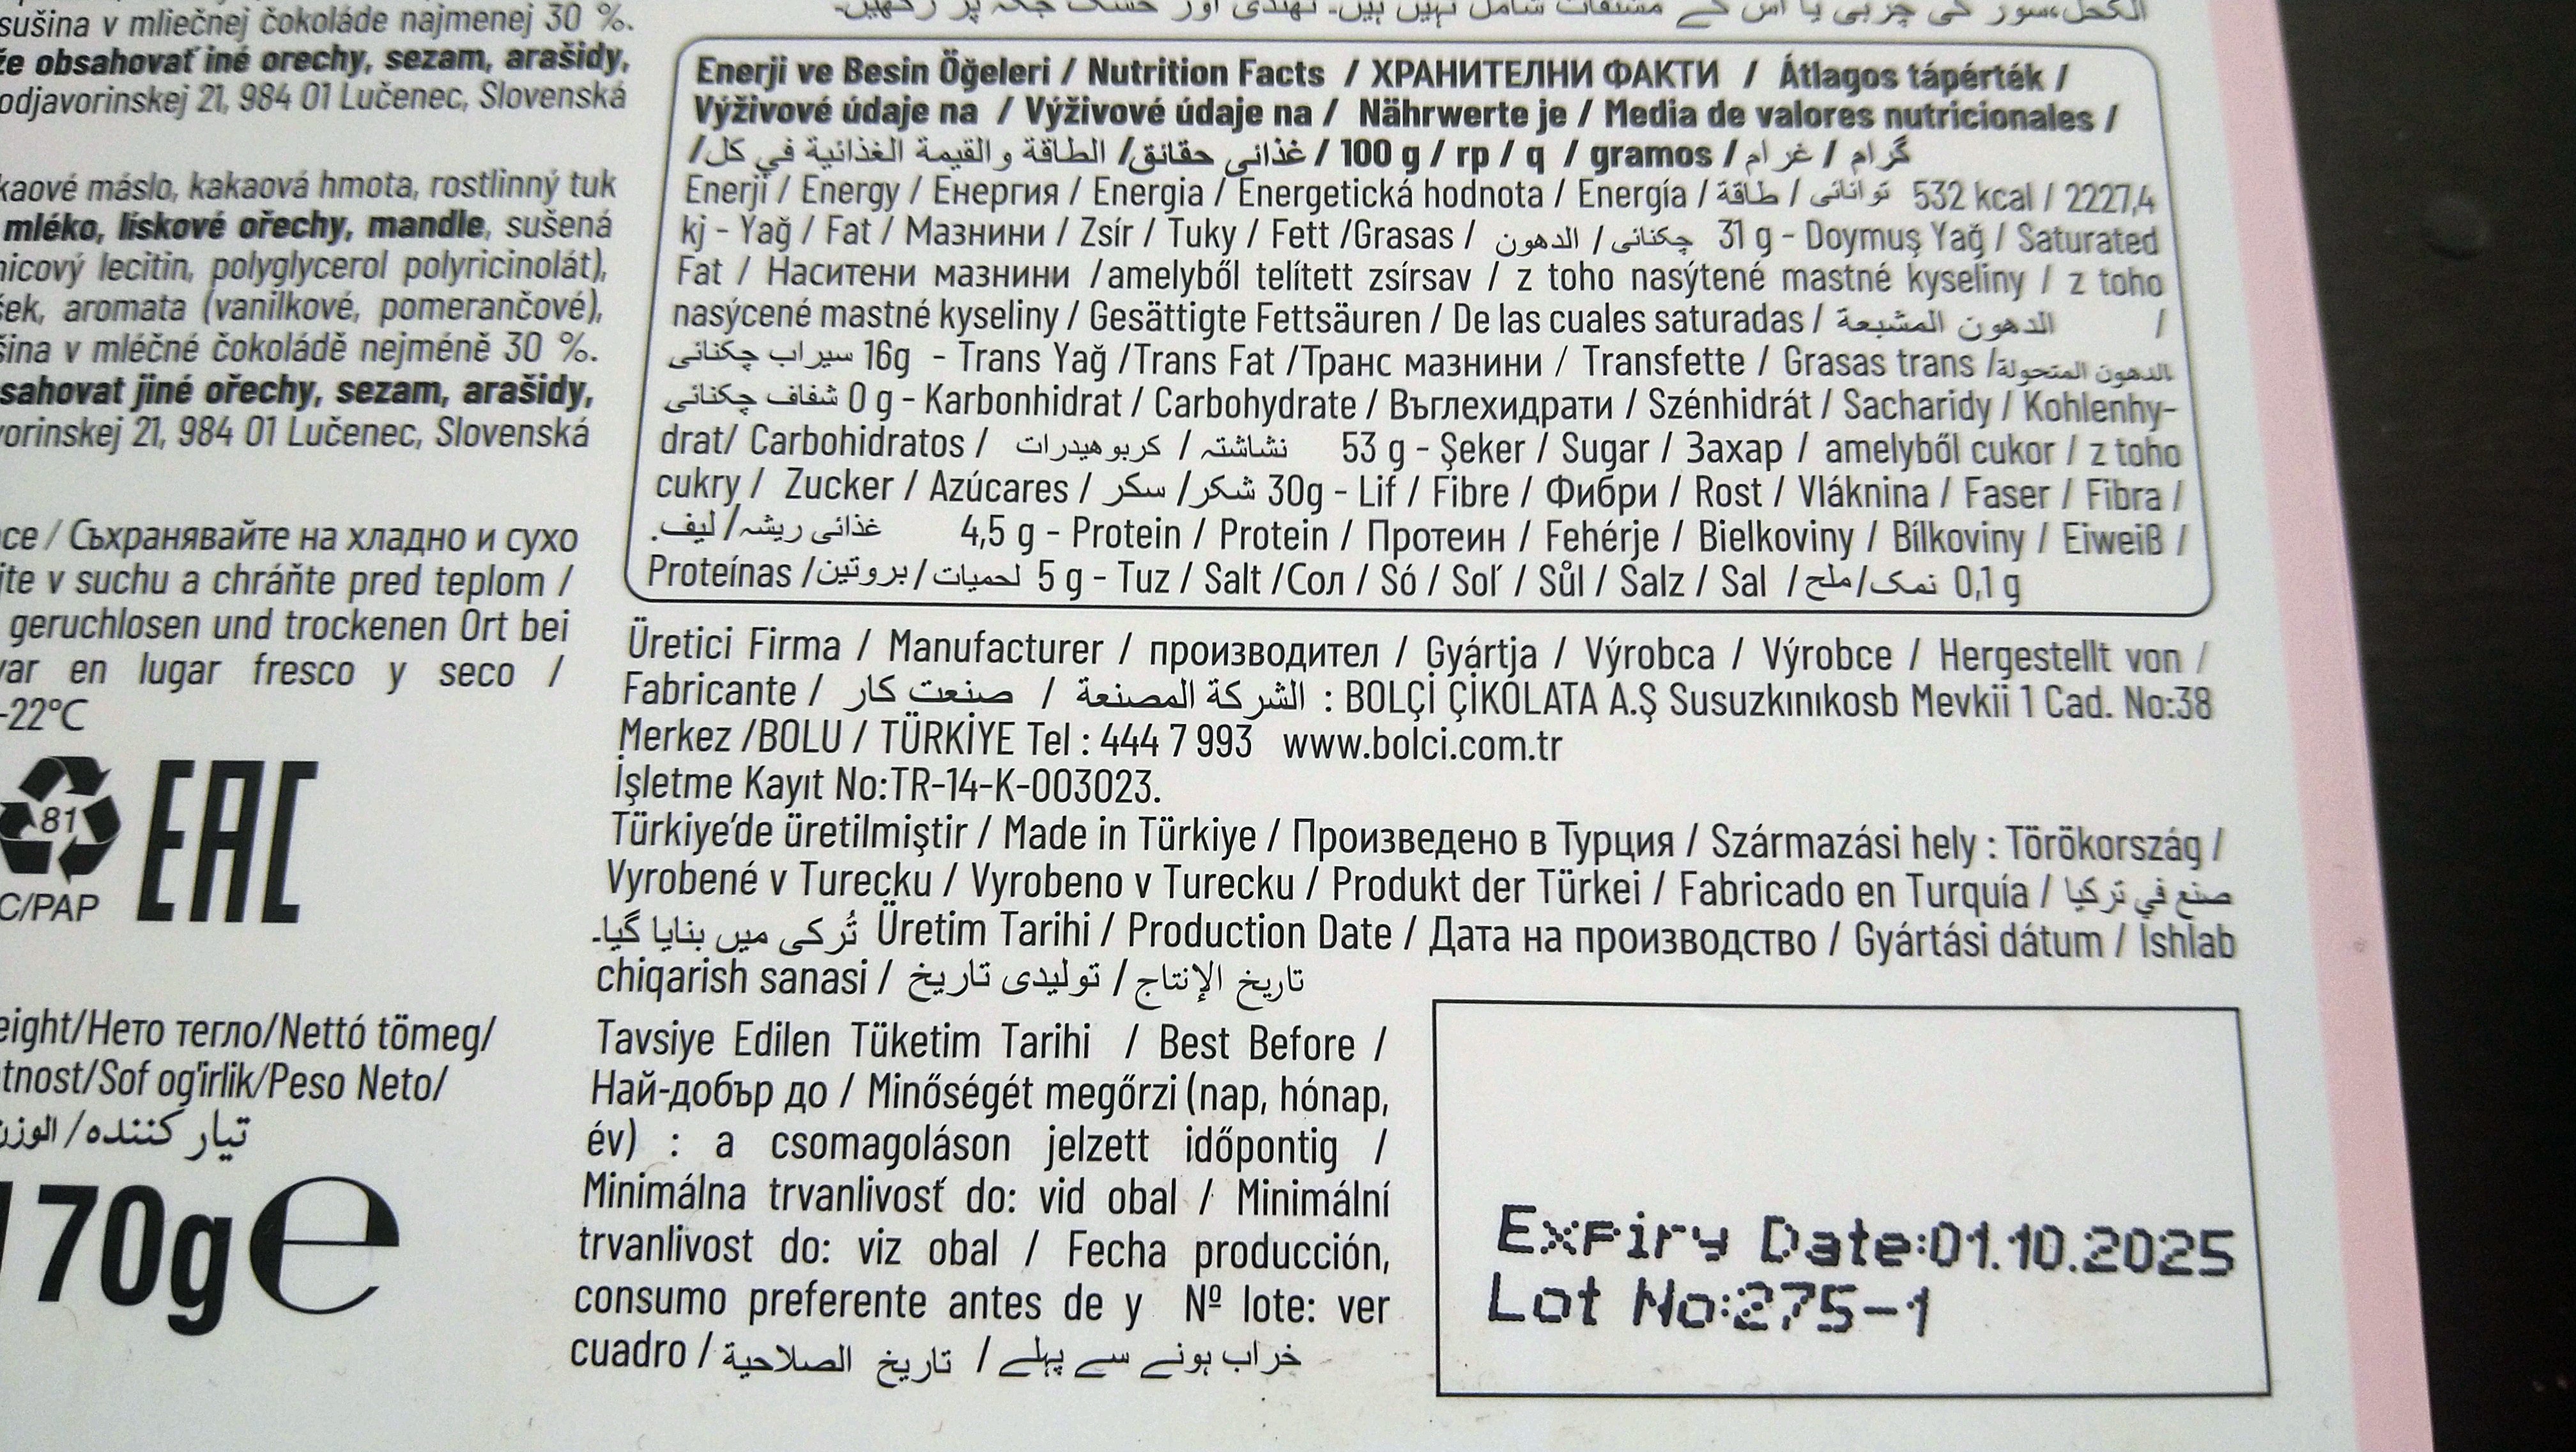 sušina v mliečnej čokoláde najmenej 30 %.
obsahovať iné orechy, sezam, arašidy,
21, 984 01 Lučenec, Slovenská
máslo, kakaová hmota, rostlinný tuk
mléko, lískové ořechy, mandle, sušená
lecitin, polyglycerol polyricinolát),
aromata (vanilkové, pomerančové),
v mléčné čokoládě nejméně 30 %.
jiné ořechy, sezam, arašidy,
21, 984 01 Lučenec, Slovenská
/ Съхранявайте на хладно и сухо
v suchu a chráňte pred teplom /
geruchlosen und trockenen Ort bei
en lugar fresco y seco /
-22°C
81
C/PAP
EAC
/Нето тегло/Nettó tömeg/
/Sof og'irlik/Peso Neto/
تیار کننده/
170g e
Enerji ve Besin Öğeleri / Nutrition Facts / ХРАНИТЕЛНИ ФАКТИ / Átlagos tápérték /
Výživové údaje na / Výživové údaje na / Nährwerte je / Media de valores nutricionales /
گرام / غرام / 100 g / rp / q / gramos / غذائی حقائق/ الطاقة والقيمة الغذائية في كل/
Enerji / Energy / Енергия / Energia / Energetická hodnota / Energía / طاقة / توانائی 532 kcal / 2227,4
kj - Yağ / Fat / Мазнини / Zsír / Tuky / Fett /Grasas / الدهون / چکنائی 31 g - Doymuş Yağ / Saturated
Fat / Наситени мазнини /amelyből telített zsírsav / z toho nasýtené mastné kyseliny / z toho
nasýcené mastné kyseliny / Gesättigte Fettsäuren / De las cuales saturadas / الدهون المشبعة /
سیراب چکنائی 16g - Trans Yağ /Trans Fat /Транс мазнини / Transfette / Grasas trans /الدهون المتحولة
شفاف چکنائی 0 g - Karbonhidrat / Carbohydrate / Въглехидрати / Szénhidrát / Sacharidy / Kohlenhy-
drat/ Carbohidratos / كربوهيدرات / نشاشتہ 53 g - Şeker / Sugar / Захар / amelyből cukor / z toho
cukry / Zucker / Azúcares / سكر /شکر 30g - Lif / Fibre / Фибри / Rost / Vláknina / Faser / Fibra /
غذائی ریشہ/ ليف. 4,5 g - Protein / Protein / Протеин / Fehérje / Bielkoviny / Bílkoviny / Eiweiß /
Proteínas /بروتين/ لحمیات 5 g - Tuz / Salt /Сол / Só / Soľ / Sůl / Salz / Sal /ملح/نمک 0,1 g
Üretici Firma / Manufacturer / производител / Gyártja / Výrobca / Výrobce / Hergestellt von /
Fabricante / صنعت کار / الشركة المصنعة : BOLÇİ ÇİKOLATA A.Ş Susuzkınıkosb Mevkii 1 Cad. No:38
Merkez /BOLU / TÜRKİYE Tel : 444 7 993 www.bolci.com.tr
İşletme Kayıt No:TR-14-K-003023.
Türkiye'de üretilmiştir / Made in Türkiye / Произведено в Турция / Származási hely : Törökország /
Vyrobené v Turecku / Vyrobeno v Turecku / Produkt der Türkei / Fabricado en Turquía / صنع في تركيا
تُرکی میں بنایا گیا۔ Üretim Tarihi / Production Date / Дата на производство / Gyártási dátum / Ishlab
chiqarish sanasi / تاريخ الإنتاج / توليدی تاریخ
Tavsiye Edilen Tüketim Tarihi / Best Before /
Най-добър до / Minőségét megőrzi (nap, hónap,
év) : a csomagoláson jelzett időpontig /
Minimálna trvanlivosť do: vid obal / Minimální
trvanlivost do: viz obal / Fecha producción,
consumo preferente antes de y Nº lote: ver
cuadro / خراب ہونے سے پہلے / تاريخ الصلاحية
Expiry Date:01.10.2025
Lot No:275-1